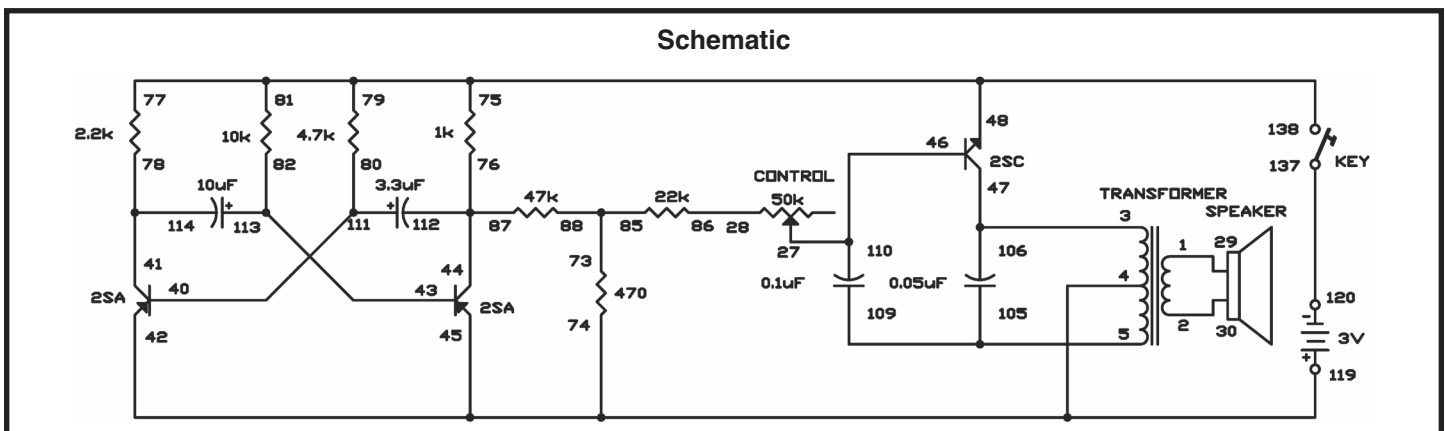 Schematic
77 81 79 75
2.2k 10k 4.7k 1k
78 82 80 76
48
46
2SC
47
138
137 KEY
CONTROL
50k
10uF 3.3uF 47k 22k
+ +
114 113 111 112 87 88 85 86 28
27
TRANSFORMER
SPEAKER
3 1 29
4
5 2 30
41 44
40 43
2SA 2SA
42 45
73
470
74
110 106
0.1uF 0.05uF
109 105
120
-
3V
+
119